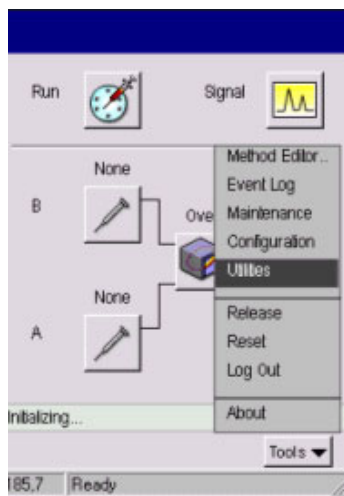 Run
Signal
None
B
Ove
None
A
Method Editor..
Event Log
Maintenance
Configuration
Utilities
Release
Reset
Log Out
About
Initializing...
Tools
185,7 Ready